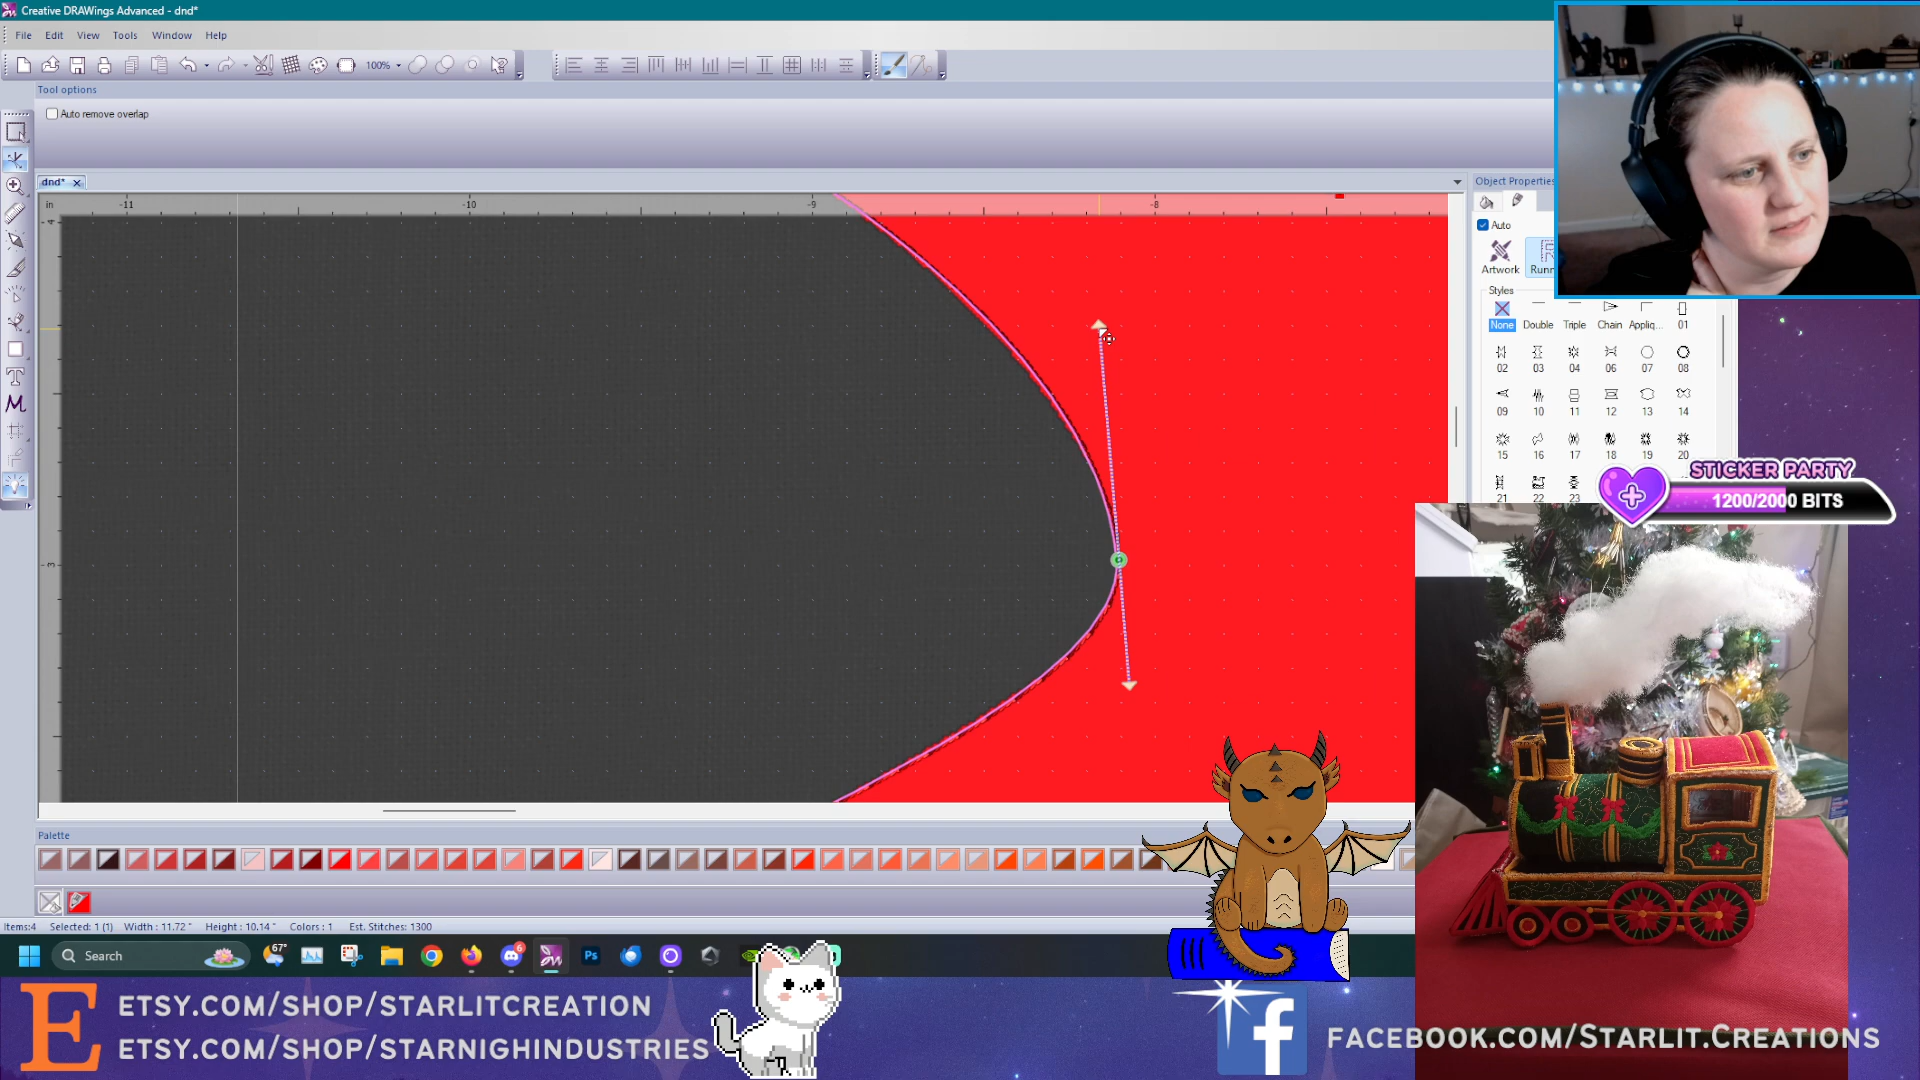 Creative DRAWings Advanced - dnd*
File Edit View Tools Window Help
100%
Tool options
Auto remove overlap
dnd*
Object Properties
in -11 -10 -9 -8
4
3
Auto
Artwork
Styles
None Double Triple Chain Appliq... 01
02 03 04 06 07 08
09 10 11 12 13 14
15 16 17 18 19 20
21 22 23
STICKER PARTY
1200/2000 BITS
Palette
Items:4 Selected: 1 (1) Width : 11.72 " Height : 10.14 " Colors : 1 Est. Stitches: 1300
Search
67°
6
Ps
E ETSY.COM/SHOP/STARLITCREATION
ETSY.COM/SHOP/STARNIGHINDUSTRIES
f FACEBOOK.COM/STARLIT.CREATIONS